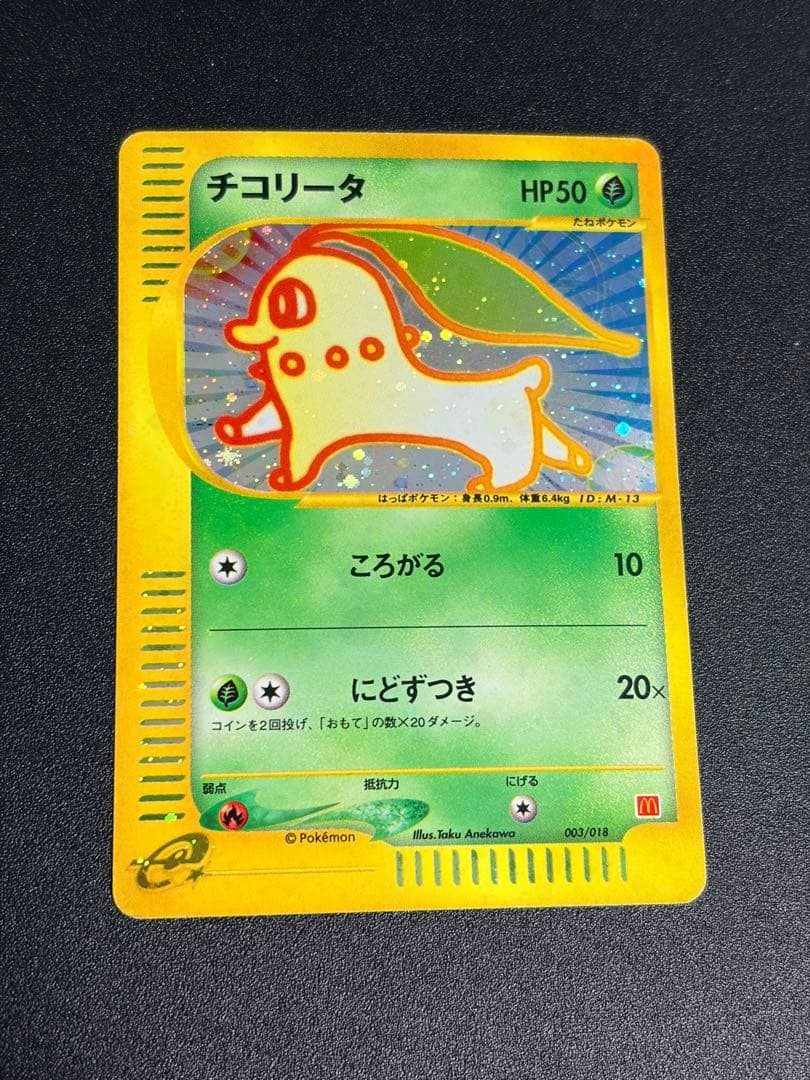 チコリータ HP50
たねポケモン
はっぱポケモン：身長0.9m、体重6.4kg ID：M-13
ころがる 10
にどずつき 20×
コインを2回投げ、「おもて」の数×20ダメージ。
弱点 抵抗力 にげる
©Pokémon Illus.Taku Anekawa 003/018